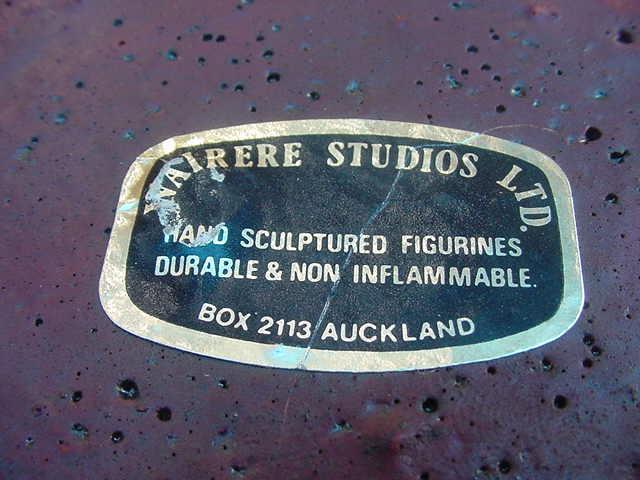 WAIRERE STUDIOS LTD.
HAND SCULPTURED FIGURINES
DURABLE & NON INFLAMMABLE.
BOX 2113 AUCKLAND